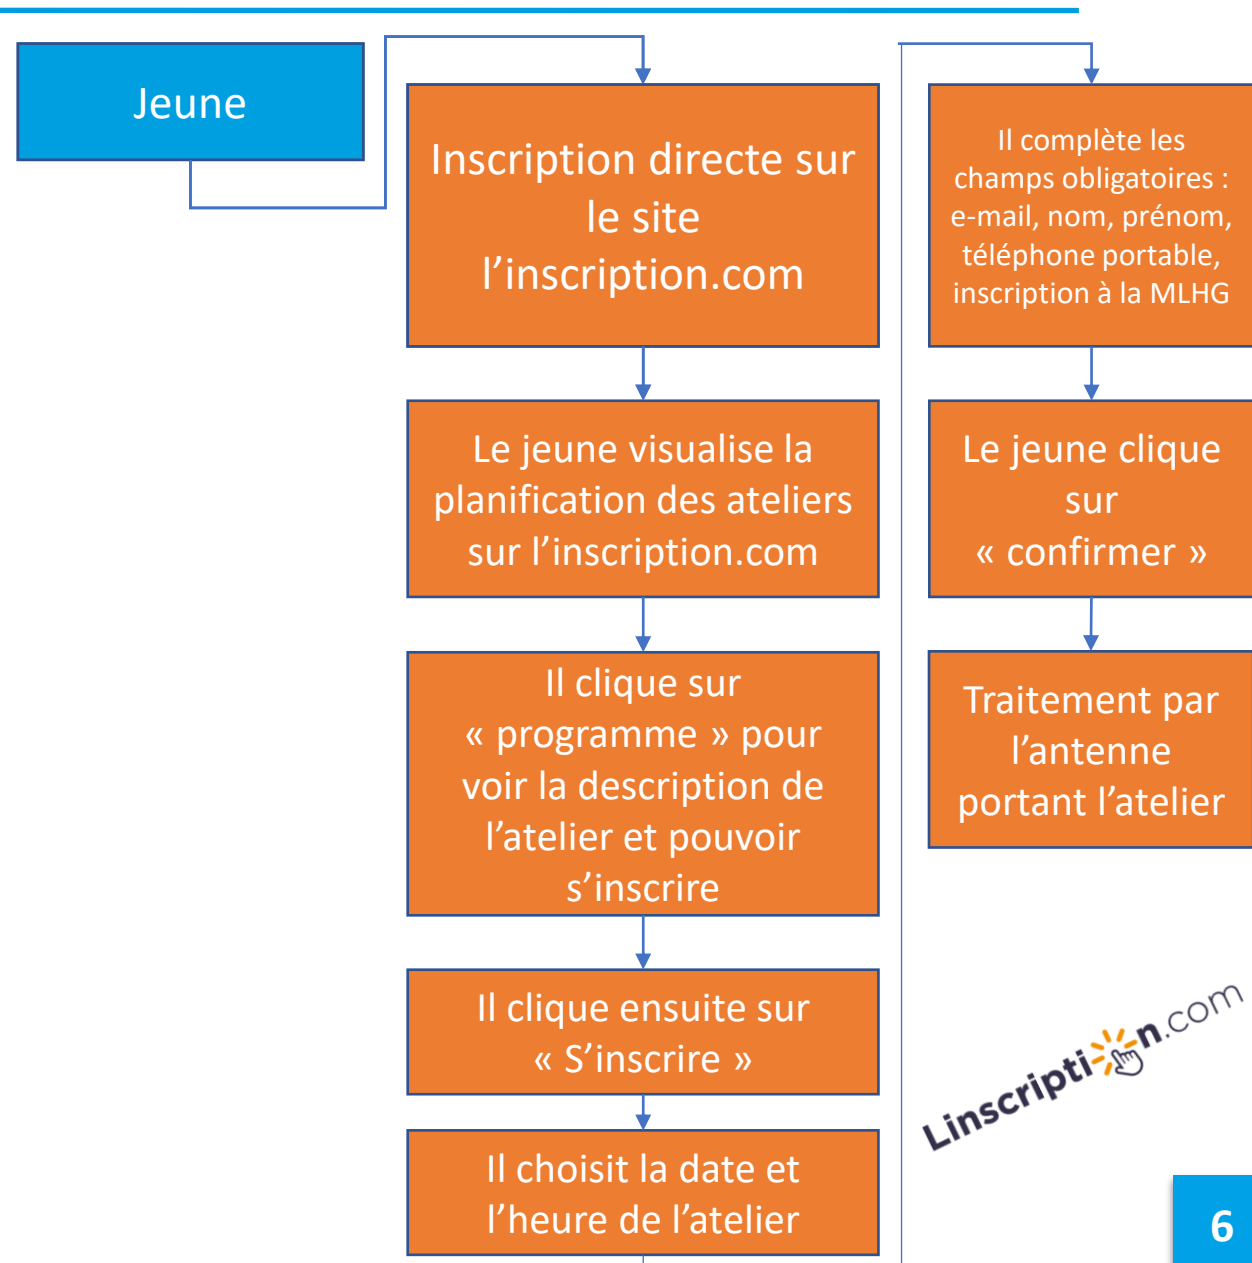 Jeune
Inscription directe sur
le site
l’inscription.com
Le jeune visualise la
planification des ateliers
sur l’inscription.com
Il clique sur
« programme » pour
voir la description de
l’atelier et pouvoir
s’inscrire
Il clique ensuite sur
« S’inscrire »
Il choisit la date et
l’heure de l’atelier
Il complète les
champs obligatoires :
e-mail, nom, prénom,
téléphone portable,
inscription à la MLHG
Le jeune clique
sur
« confirmer »
Traitement par
l’antenne
portant l’atelier
Linscription.com
6